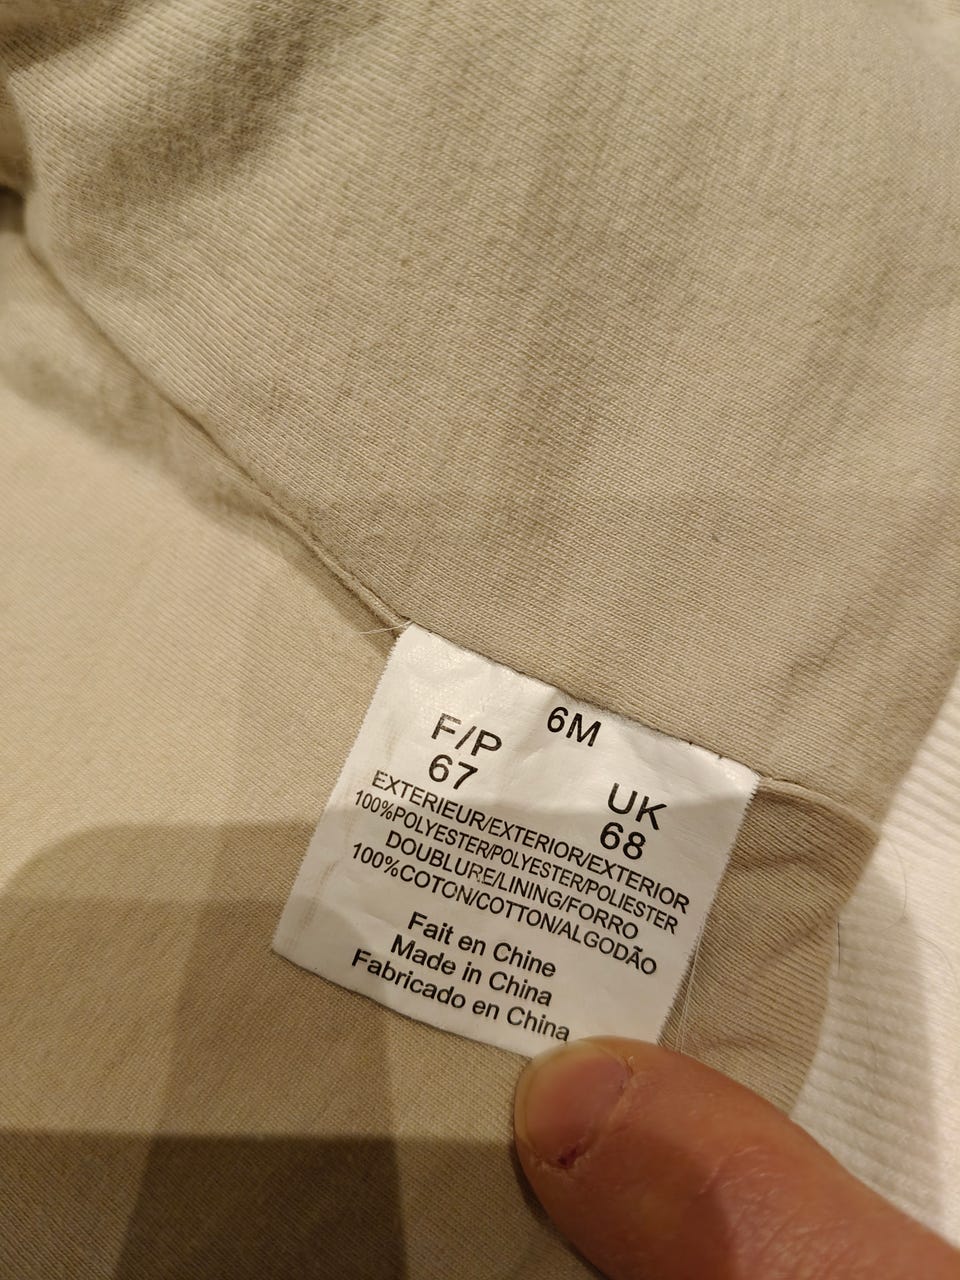 6M
F/P UK
67 68
EXTERIEUR/EXTERIOR/EXTERIOR
100%POLYESTER/POLYESTER/POLIESTER
DOUBLURE/LINING/FORRO
100%COTON/COTTON/ALGODÃO
Fait en Chine
Made in China
Fabricado en China